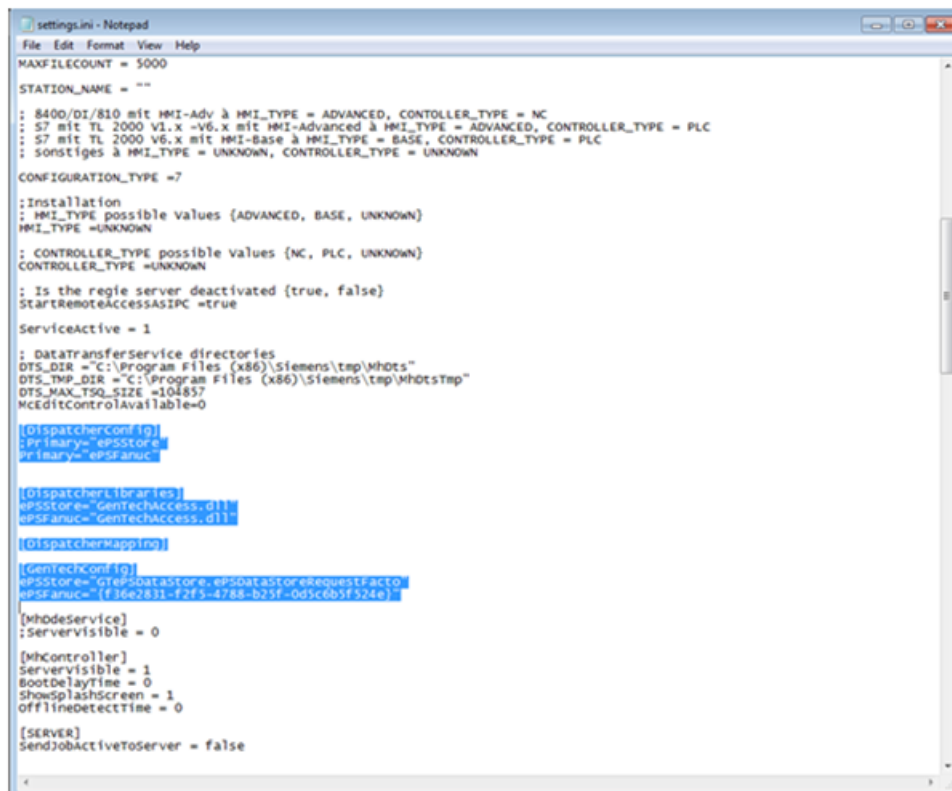 settings.ini - Notepad
File Edit Format View Help
MAXFILECOUNT = 5000
STATION_NAME = ""
; 840D/DI/810 mit HMI-Adv à HMI_TYPE = ADVANCED, CONTOLLER_TYPE = NC
; S7 mit TL 2000 V1.x -V6.x mit HMI-Advanced à HMI_TYPE = ADVANCED, CONTROLLER_TYPE = PLC
; S7 mit TL 2000 V6.x mit HMI-Base à HMI_TYPE = BASE, CONTROLLER_TYPE = PLC
; sonstiges à HMI_TYPE = UNKNOWN, CONTROLLER_TYPE = UNKNOWN
CONFIGURATION_TYPE =7
;Installation
; HMI_TYPE possible Values {ADVANCED, BASE, UNKNOWN}
HMI_TYPE =UNKNOWN
; CONTROLLER_TYPE possible Values {NC, PLC, UNKNOWN}
CONTROLLER_TYPE =UNKNOWN
; Is the regie server deactivated {true, false}
StartRemoteAccessAsIPC =true
ServiceActive = 1
; DataTransferService directories
DTS_DIR ="C:\Program Files (x86)\Siemens\tmp\MhDts"
DTS_TMP_DIR ="C:\Program Files (x86)\Siemens\tmp\MhDtsTmp"
DTS_MAX_TSQ_SIZE =104857
McEditControlAvailable=0
[DispatcherConfig]
;Primary="ePSStore"
Primary="ePSFanuc"
[DispatcherLibraries]
ePSStore="GenTechAccess.dll"
ePSFanuc="GenTechAccess.dll"
[DispatcherMapping]
[GenTechConfig]
ePSStore="GTePSDataStore.ePSDataStoreRequestFacto"
ePSFanuc="{f36e2831-f2f5-4788-b25f-0d5c6b5f524e}"
[MhDdeService]
;ServerVisible = 0
[MhController]
ServerVisible = 1
BootDelayTime = 0
ShowSplashScreen = 1
OfflineDetectTime = 0
[SERVER]
SendJobActiveToServer = false